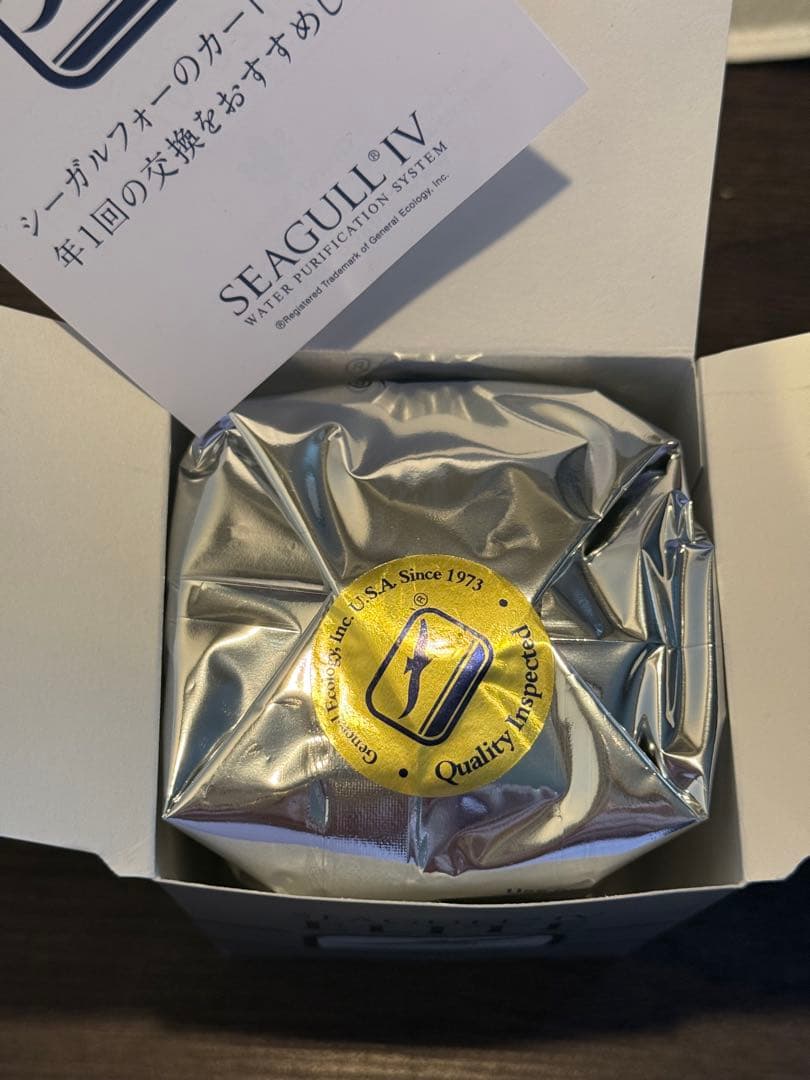 シーガルフォーのカート
年1回の交換をおすすめし
SEAGULL® IV
WATER PURIFICATION SYSTEM
®Registered Trademark of General Ecology, Inc.
General Ecology, Inc. U.S.A. Since 1973
®
Quality Inspected